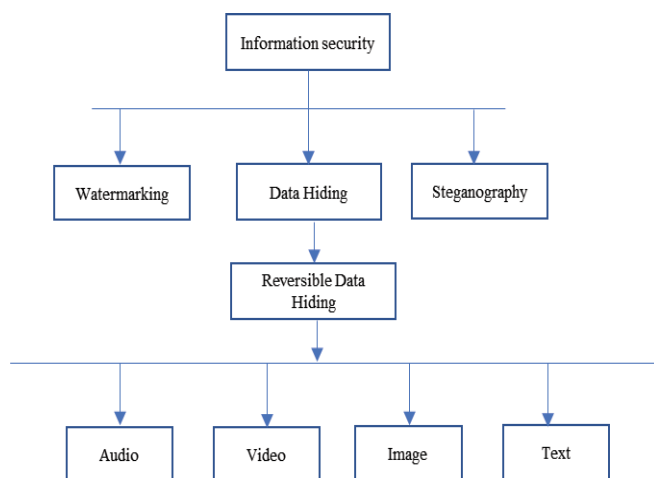 Information security
Watermarking
Data Hiding
Steganography
Reversible Data
Hiding
Audio
Video
Image
Text